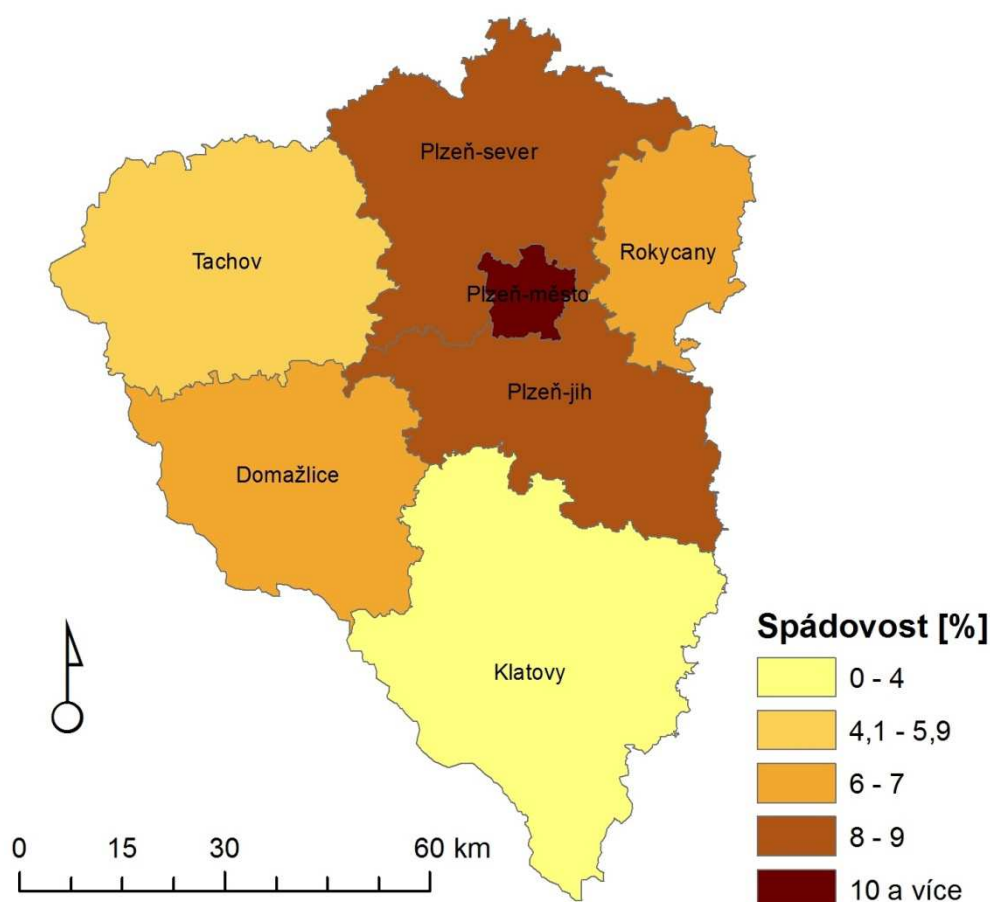 Plzeň-sever
Rokycany
Tachov
Plzeň-město
Plzeň-jih
Domažlice
Klatovy
Spádovost [%]
0 - 4
4,1 - 5,9
6 - 7
8 - 9
10 a více
0 15 30 60 km